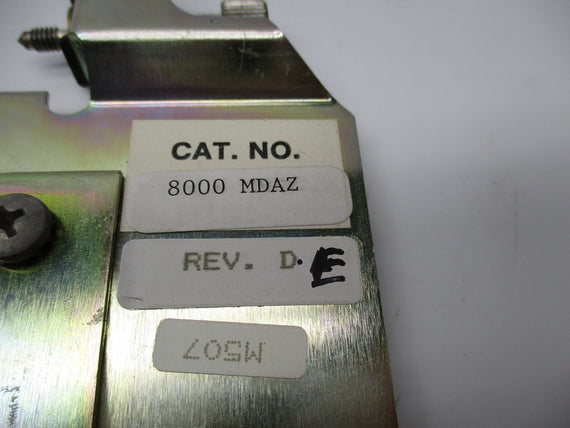 CAT. NO.
8000 MDAZ
REV. D. E
M507